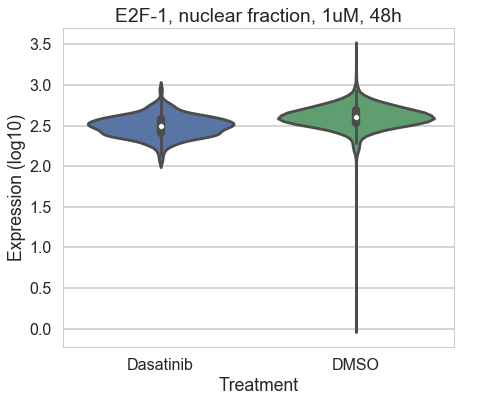 E2F-1, nuclear fraction, 1uM, 48h
3.5
3.0
2.5
2.0
1.5
1.0
0.5
0.0
Expression (log10)
Dasatinib DMSO
Treatment